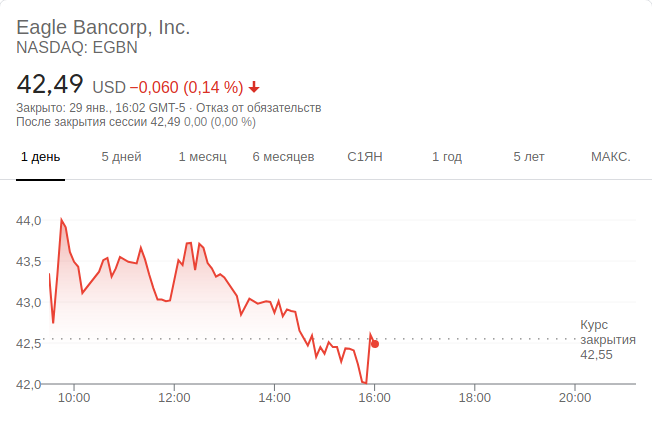 Eagle Bancorp, Inc.
NASDAQ: EGBN
42,49 USD −0,060 (0,14 %)
Закрыто: 29 янв., 16:02 GMT-5 · Отказ от обязательств
После закрытия сессии 42,49 0,00 (0,00 %)
1 день 5 дней 1 месяц 6 месяцев С1ЯН 1 год 5 лет МАКС.
44,0
43,5
43,0
42,5
42,0
Курс
закрытия
42,55
10:00 12:00 14:00 16:00 18:00 20:00